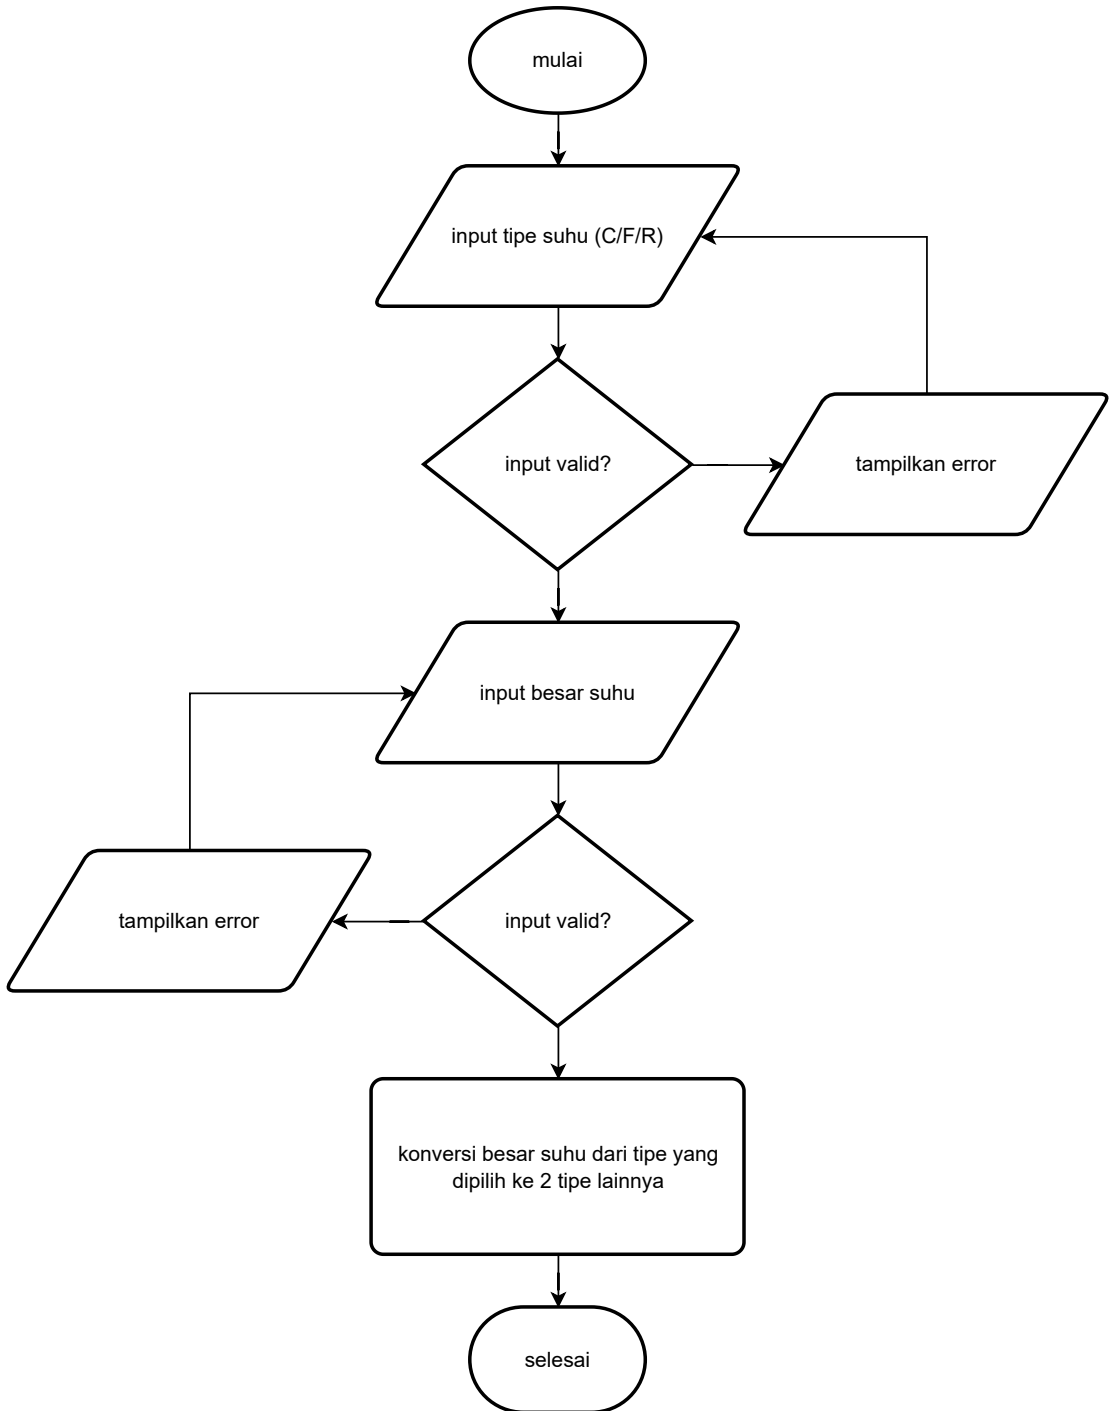 mulai
input tipe suhu (C/F/R)
input valid?
tampilkan error
input besar suhu
tampilkan error
input valid?
konversi besar suhu dari tipe yang
dipilih ke 2 tipe lainnya
selesai